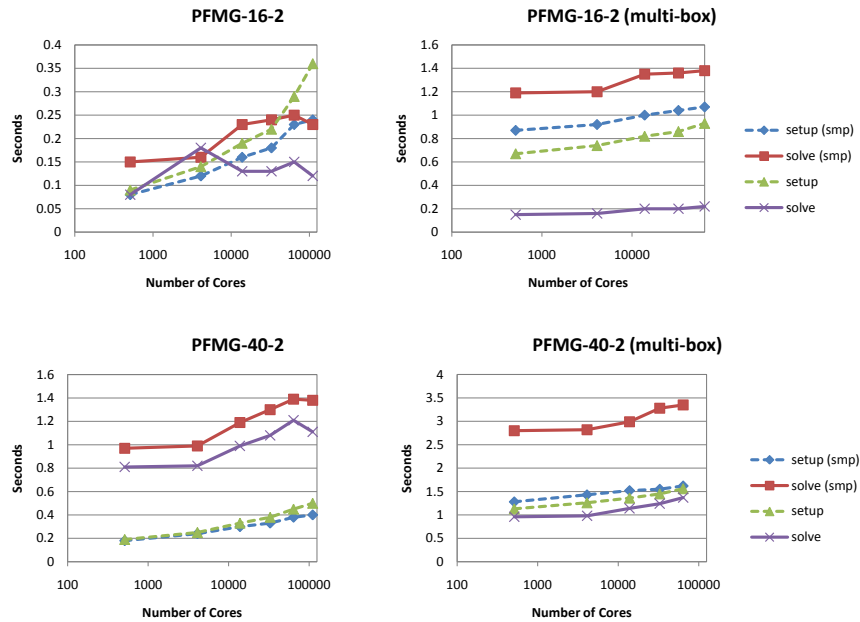 PFMG-16-2
0.4
0.35
0.3
0.25
0.2
0.15
0.1
0.05
0
100 1000 10000 100000
Seconds
Number of Cores
PFMG-16-2 (multi-box)
1.6
1.4
1.2
1
0.8
0.6
0.4
0.2
0
100 1000 10000
Seconds
Number of Cores
setup (smp)
solve (smp)
setup
solve
PFMG-40-2
1.6
1.4
1.2
1
0.8
0.6
0.4
0.2
0
10 1000 10000 100000
Seconds
Number of Cores
PFMG-40-2 (multi-box)
4
3.5
3
2.5
2
1.5
1
0.5
0
100 1000 10000 100000
Seconds
Number of Cores
setup (smp)
solve (smp)
setup
solve